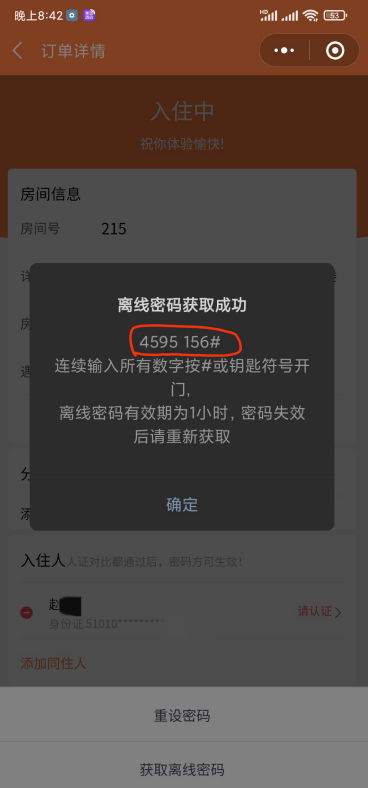 晚上8:42
HD
53
订单详情
入住中
祝你体验愉快!
房间信息
房间号 215
详
房
离线密码获取成功
4595 156#
连续输入所有数字按#或钥匙符号开
门,
离线密码有效期为1小时, 密码失效
后请重新获取
确定
入住人 人证对比都通过后，密码方可生效!
赵
请认证
身份证 51010*********
添加同住人
重设密码
获取离线密码